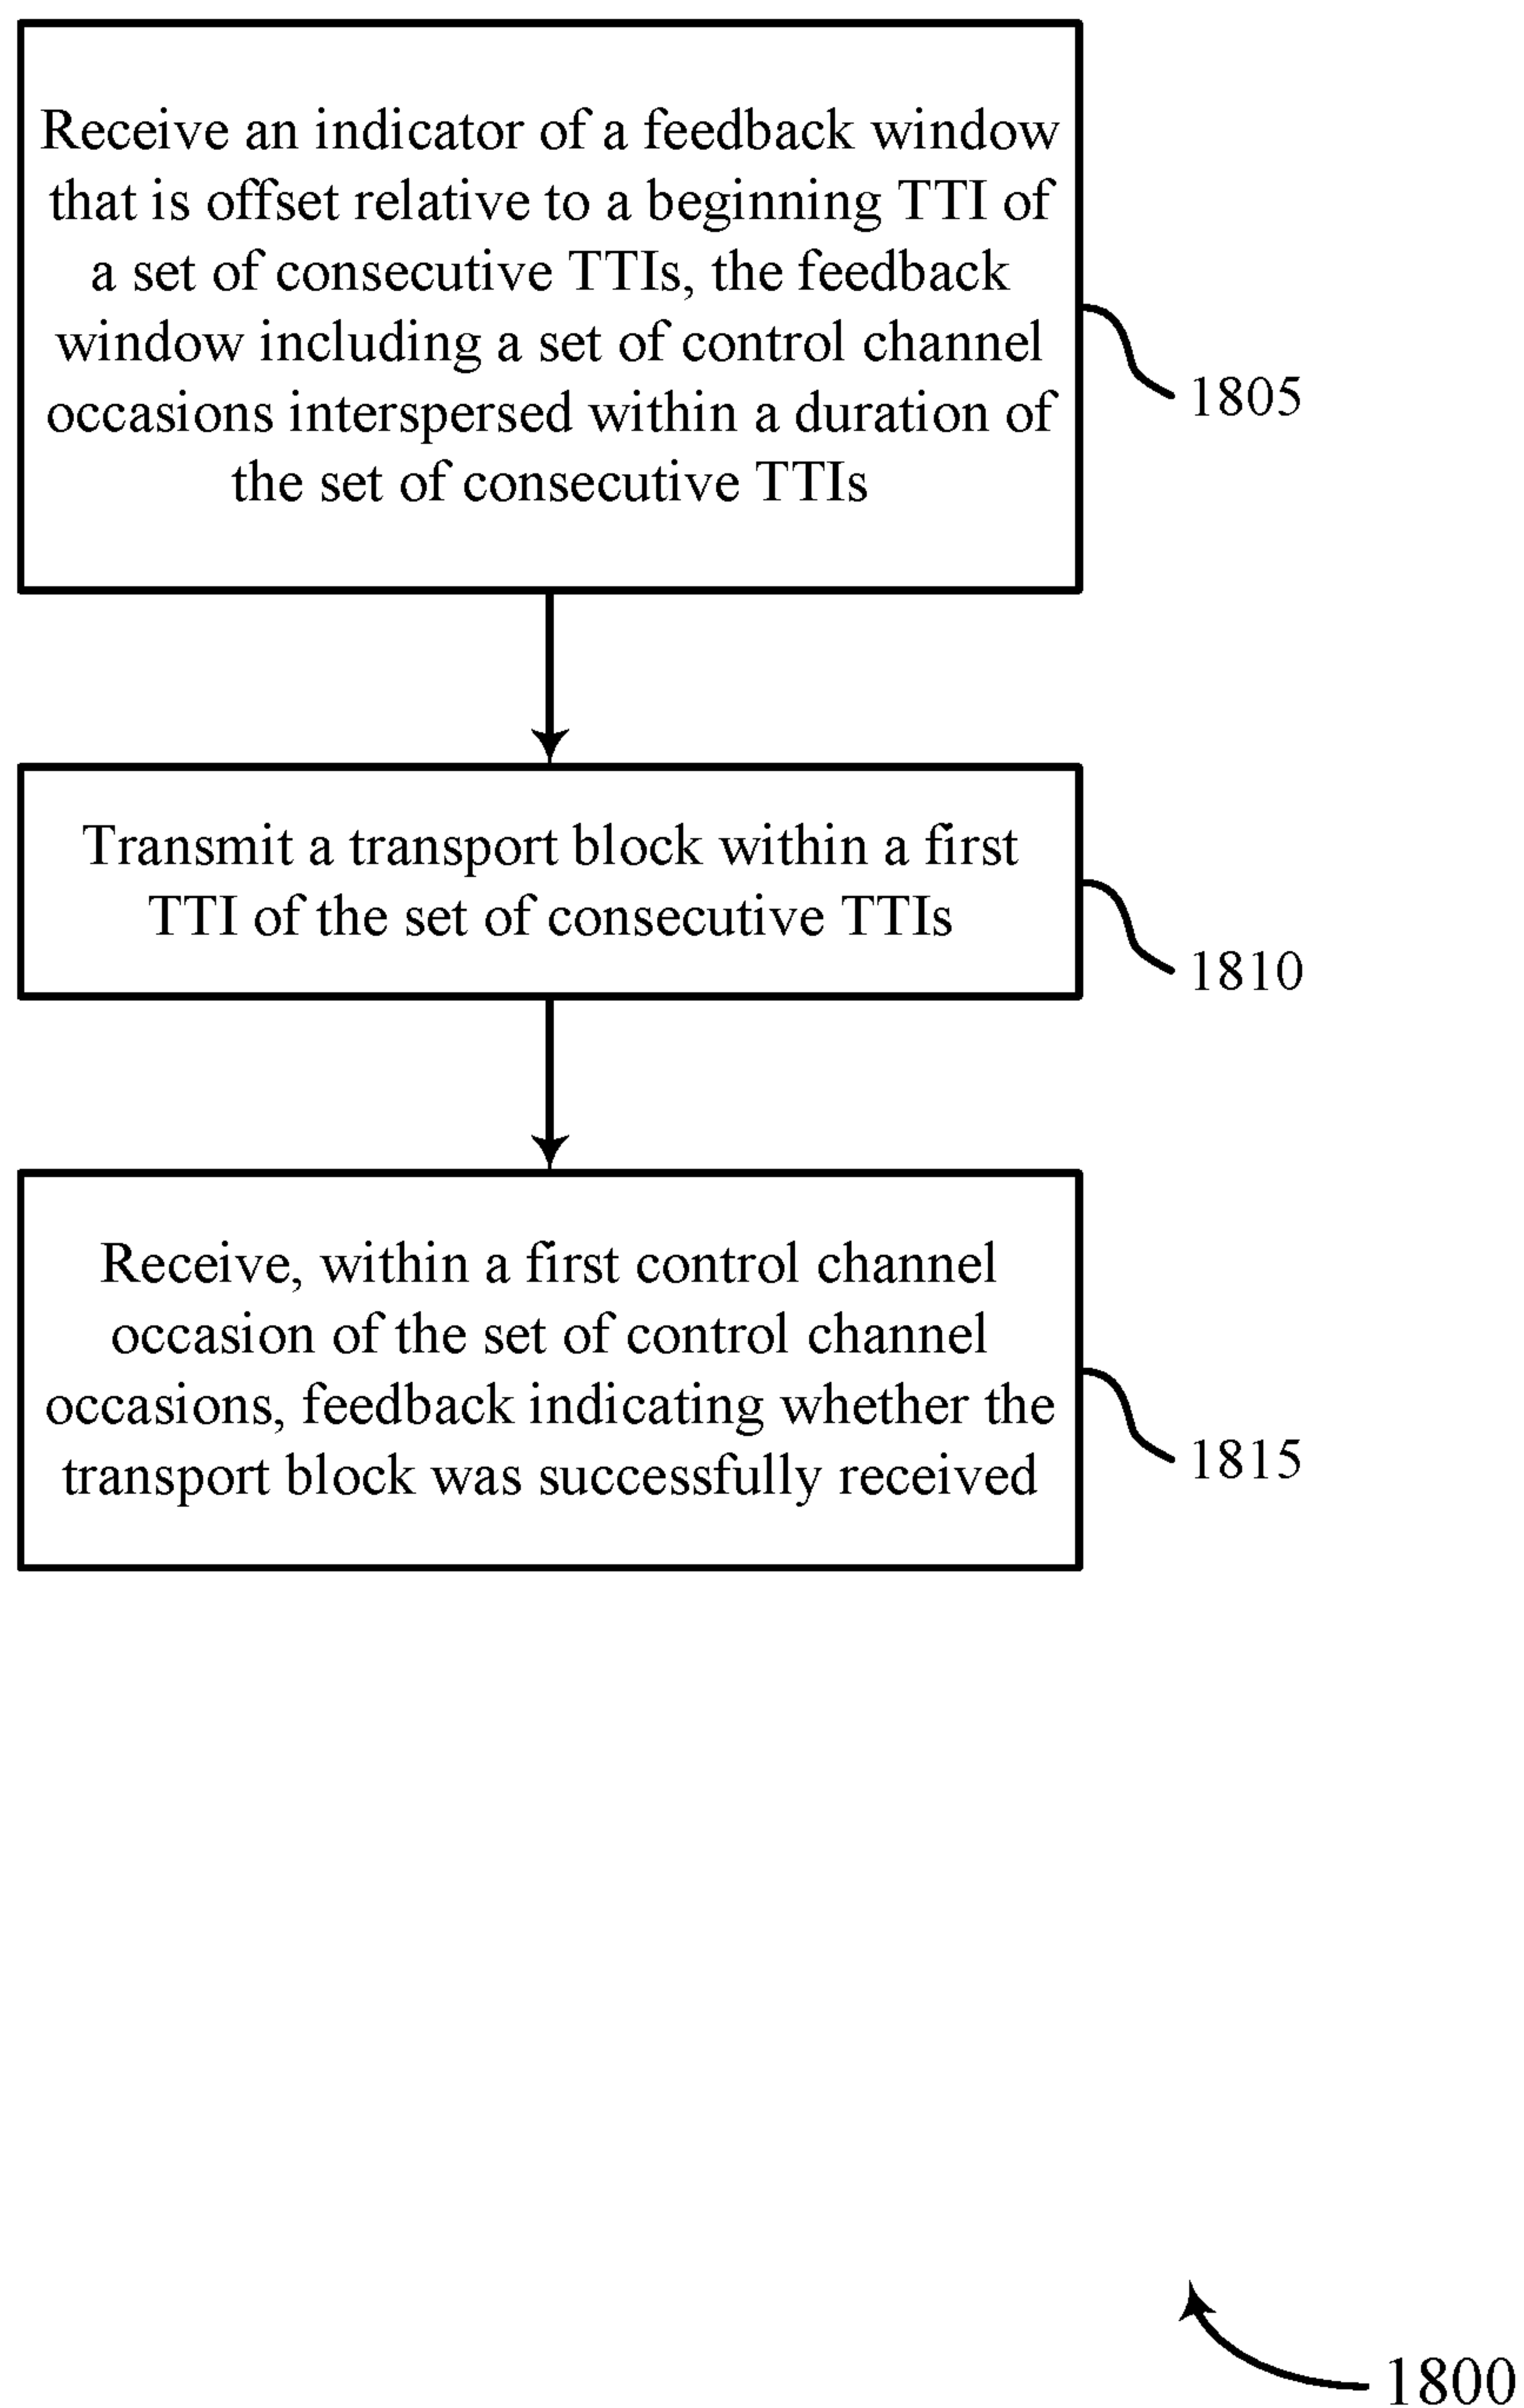 Receive an indicator of a feedback window
that is offset relative to a beginning TTI of
a set of consecutive TTIs, the feedback
window including a set of control channel
occasions interspersed within a duration of
the set of consecutive TTIs
1805
Transmit a transport block within a first
TTI of the set of consecutive TTIs
1810
Receive, within a first control channel
occasion of the set of control channel
occasions, feedback indicating whether the
transport block was successfully received
1815
1800